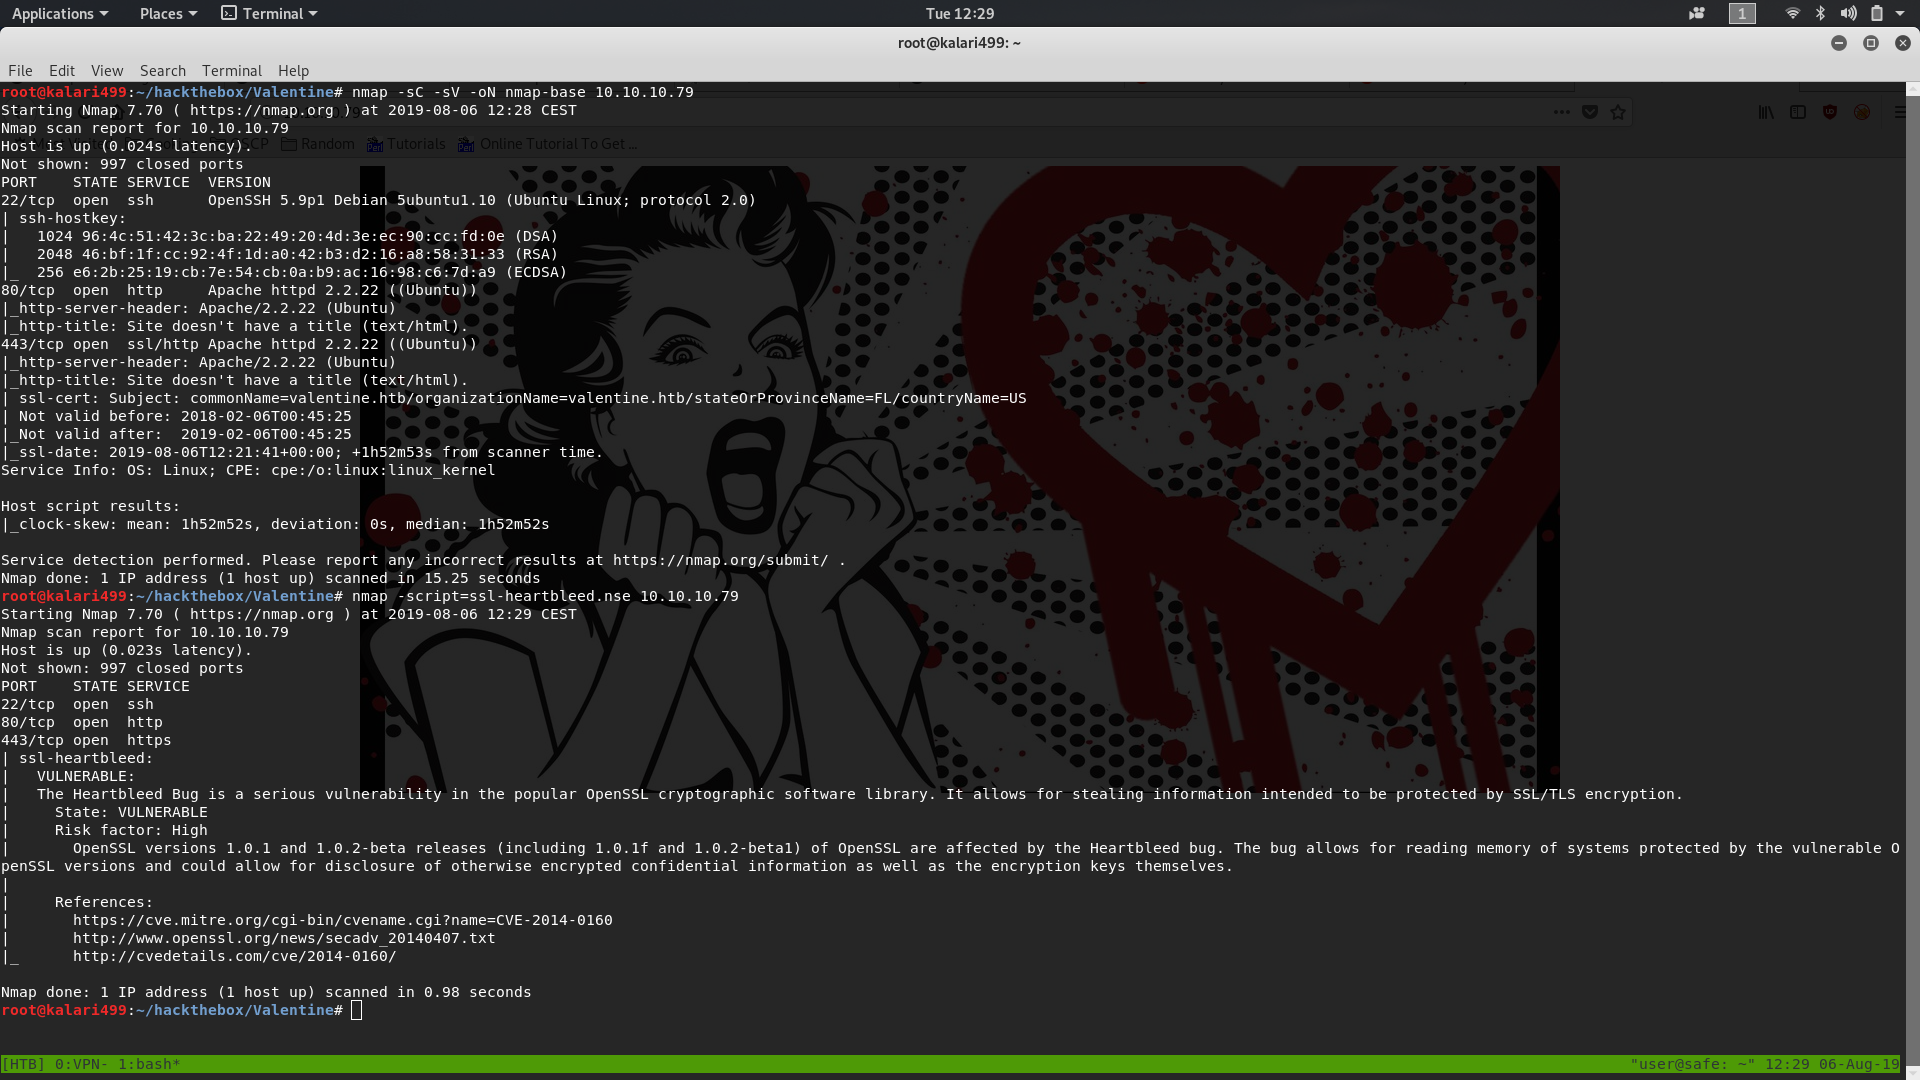 Applications Places Terminal Tue 12:29 1
root@kalari499: ~
File Edit View Search Terminal Help
root@kalari499:~/hackthebox/Valentine# nmap -sC -sV -oN nmap-base 10.10.10.79
Starting Nmap 7.70 ( https://nmap.org ) at 2019-08-06 12:28 CEST
Nmap scan report for 10.10.10.79
Host is up (0.024s latency).
Random Tutorials Online Tutorial To Get ...
Not shown: 997 closed ports
PORT    STATE SERVICE  VERSION
22/tcp  open  ssh      OpenSSH 5.9p1 Debian 5ubuntu1.10 (Ubuntu Linux; protocol 2.0)
| ssh-hostkey:
|   1024 96:4c:51:42:3c:ba:22:49:20:4d:3e:ec:90:cc:fd:0e (DSA)
|   2048 46:bf:1f:cc:92:4f:1d:a0:42:b3:d2:16:a8:58:31:33 (RSA)
|_  256 e6:2b:25:19:cb:7e:54:cb:0a:b9:ac:16:98:c6:7d:a9 (ECDSA)
80/tcp  open  http     Apache httpd 2.2.22 ((Ubuntu))
|_http-server-header: Apache/2.2.22 (Ubuntu)
|_http-title: Site doesn't have a title (text/html).
443/tcp open  ssl/http Apache httpd 2.2.22 ((Ubuntu))
|_http-server-header: Apache/2.2.22 (Ubuntu)
|_http-title: Site doesn't have a title (text/html).
| ssl-cert: Subject: commonName=valentine.htb/organizationName=valentine.htb/stateOrProvinceName=FL/countryName=US
| Not valid before: 2018-02-06T00:45:25
|_Not valid after:  2019-02-06T00:45:25
|_ssl-date: 2019-08-06T12:21:41+00:00; +1h52m53s from scanner time.
Service Info: OS: Linux; CPE: cpe:/o:linux:linux_kernel
Host script results:
|_clock-skew: mean: 1h52m52s, deviation: 0s, median: 1h52m52s
Service detection performed. Please report any incorrect results at https://nmap.org/submit/ .
Nmap done: 1 IP address (1 host up) scanned in 15.25 seconds
root@kalari499:~/hackthebox/Valentine# nmap -script=ssl-heartbleed.nse 10.10.10.79
Starting Nmap 7.70 ( https://nmap.org ) at 2019-08-06 12:29 CEST
Nmap scan report for 10.10.10.79
Host is up (0.023s latency).
Not shown: 997 closed ports
PORT    STATE SERVICE
22/tcp  open  ssh
80/tcp  open  http
443/tcp open  https
| ssl-heartbleed:
|   VULNERABLE:
|   The Heartbleed Bug is a serious vulnerability in the popular OpenSSL cryptographic software library. It allows for stealing information intended to be protected by SSL/TLS encryption.
|     State: VULNERABLE
|     Risk factor: High
|       OpenSSL versions 1.0.1 and 1.0.2-beta releases (including 1.0.1f and 1.0.2-beta1) of OpenSSL are affected by the Heartbleed bug. The bug allows for reading memory of systems protected by the vulnerable O
penSSL versions and could allow for disclosure of otherwise encrypted confidential information as well as the encryption keys themselves.
|
|     References:
|       https://cve.mitre.org/cgi-bin/cvename.cgi?name=CVE-2014-0160
|       http://www.openssl.org/news/secadv_20140407.txt
|_      http://cvedetails.com/cve/2014-0160/
Nmap done: 1 IP address (1 host up) scanned in 0.98 seconds
root@kalari499:~/hackthebox/Valentine#
[HTB] 0:VPN- 1:bash* "user@safe: ~" 12:29 06-Aug-19